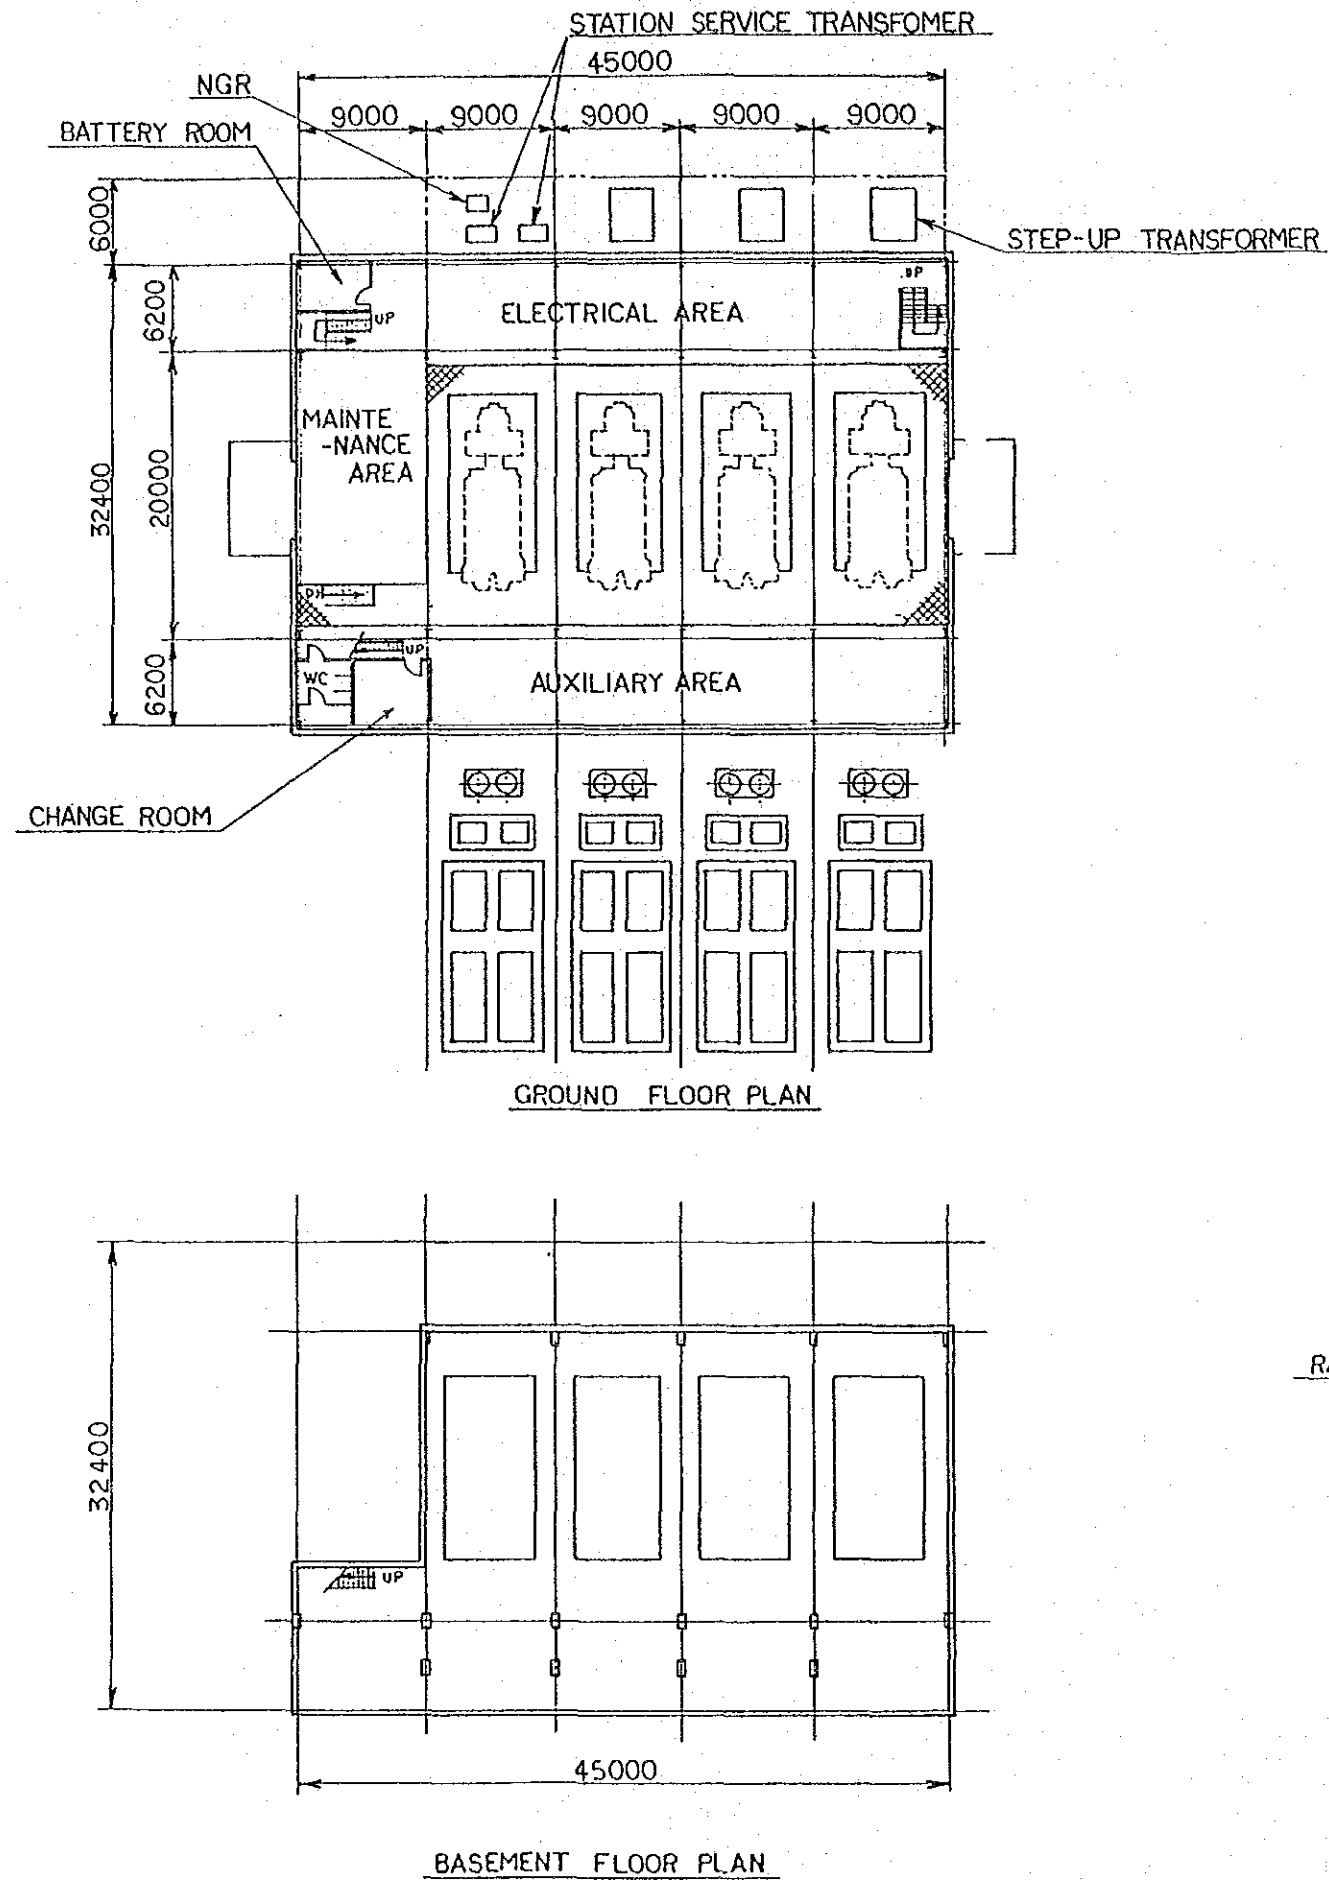 STATION SERVICE TRANSFOMER
45000
NGR
9000 9000 9000 9000 9000
BATTERY ROOM
6000
STEP-UP TRANSFORMER
UP
6200
ELECTRICAL AREA
UP
MAINTE
-NANCE
AREA
32400
20000
UP
WC
6200
AUXILIARY AREA
CHANGE ROOM
GROUND FLOOR PLAN
32400
UP
45000
BASEMENT FLOOR PLAN